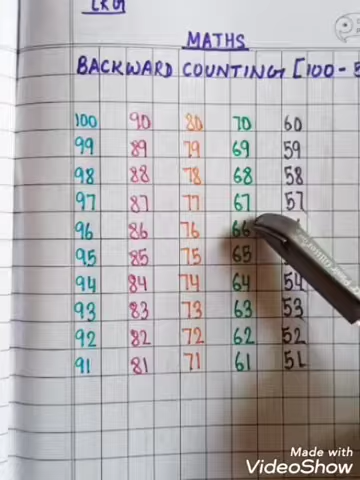 LKG
MATHS
BACKWARD COUNTING [100 - 5
100 90 80 70 60
99 89 79 69 59
98 88 78 68 58
97 87 77 67 57
96 86 76 66
95 85 75 65
94 84 74 64 54
93 83 73 63 53
92 82 72 62 52
91 81 71 61 51
Made with
VideoShow